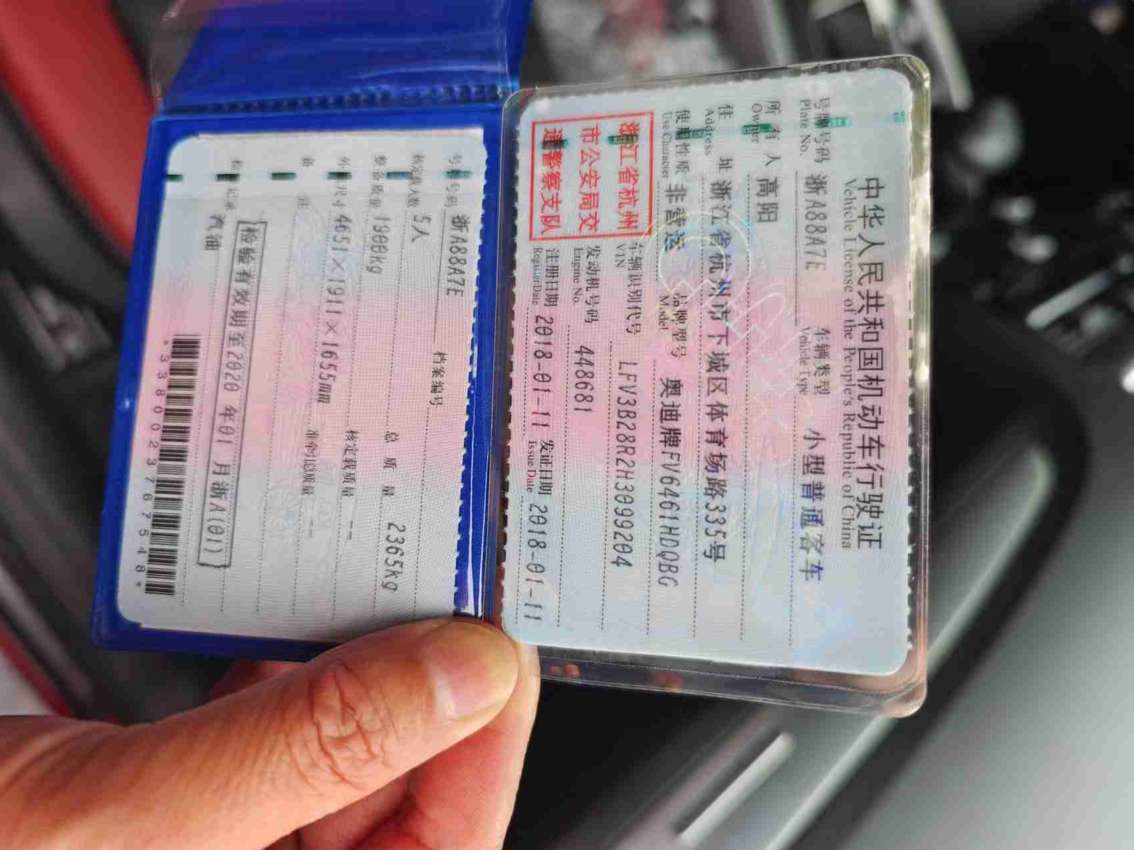 中华人民共和国机动车行驶证
Vehicle License of the People's Republic of China
号牌号码 浙A88A7E 车辆类型 小型普通客车
Plate No. Vehicle Type
所有人 高阳
Owner
住址 浙江省杭州市下城区体育场路335号
Address
使用性质 非营运 品牌型号 奥迪牌FV6461HDQBG
Use Character Model
浙江省杭州
市公安局交
通警察支队
车辆识别代号 LFV3B28R2H3099204
VIN
发动机号码 448681
Engine No.
注册日期 2018-01-11 发证日期 2018-01-11
Register Date Issue Date
号牌号码 浙A88A7E 档案编号
核定载人数 5人 总质量 2365kg
整备质量 1900kg 核定载质量 --
外廓尺寸 4651×1911×1655mm 准牵引总质量 --
备注
检验有效期至2020年01月浙A(01)
检验记录
汽油
*3380023767548*